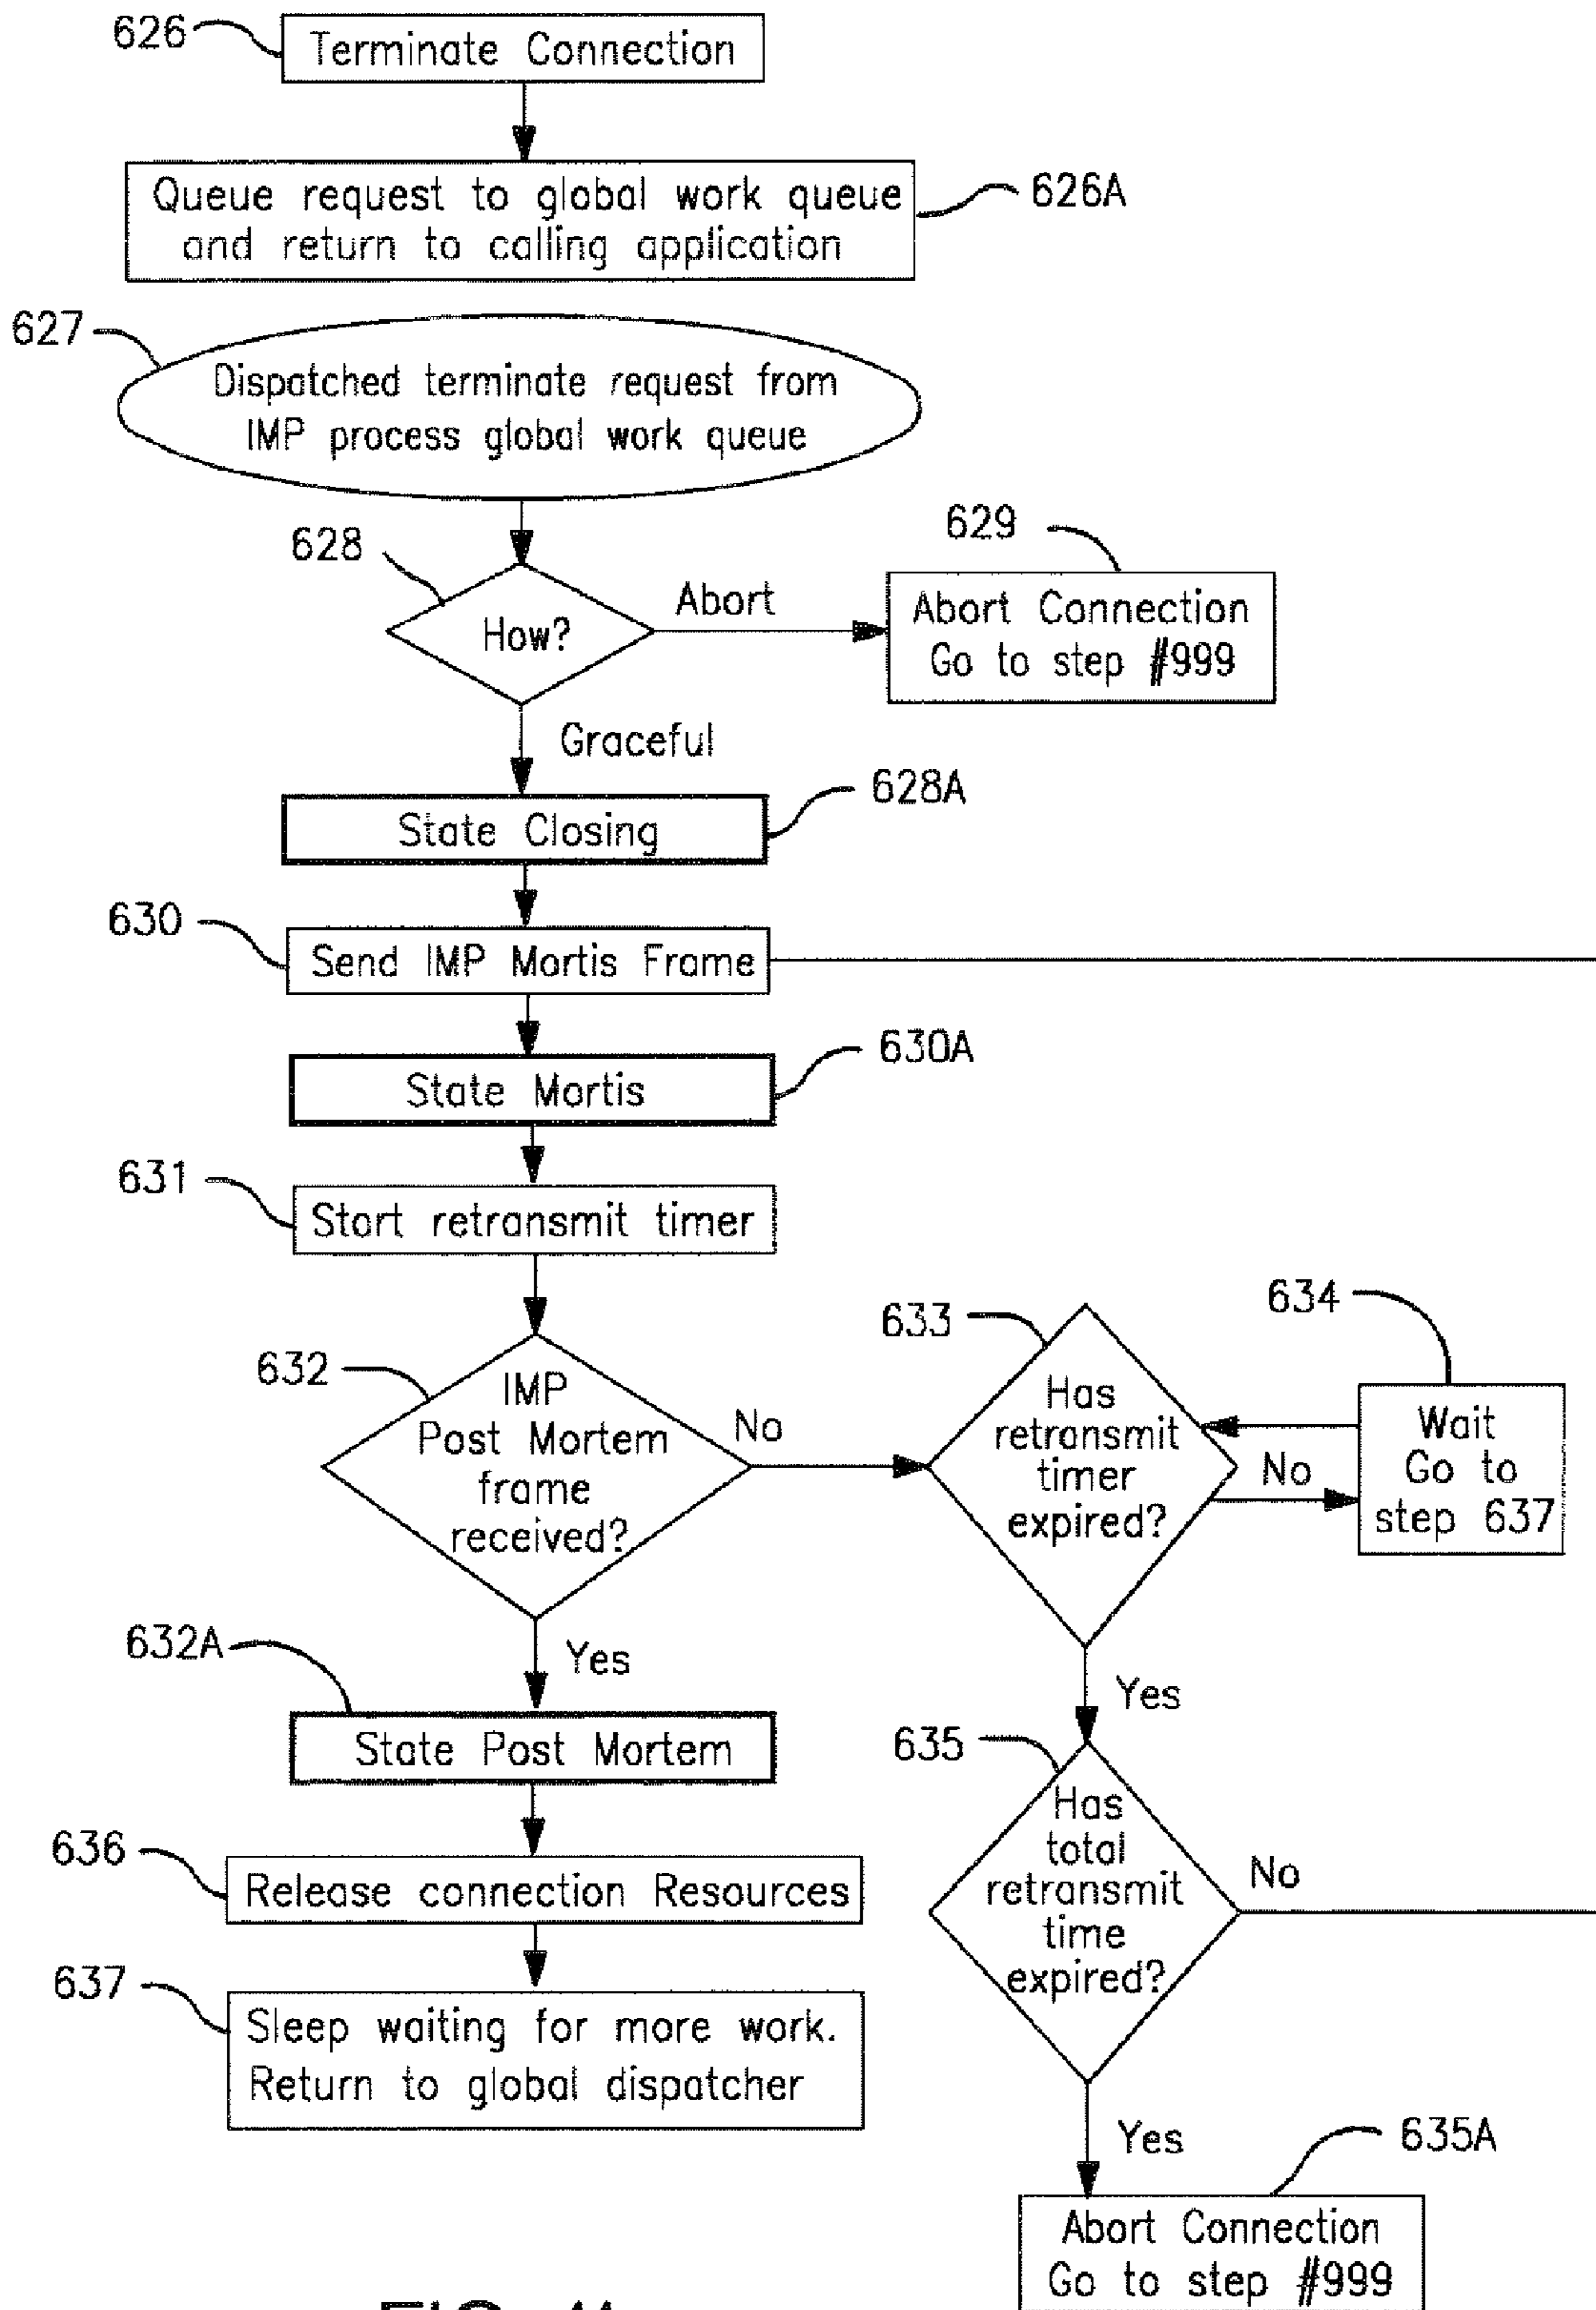 626
Terminate Connection
Queue request to global work queue
and return to calling application
626A
627
Dispatched terminate request from
IMP process global work queue
628
How?
Abort
629
Abort Connection
Go to step #999
Graceful
628A
State Closing
630
Send IMP Mortis Frame
630A
State Mortis
631
Start retransmit timer
632
IMP
Post Mortem
frame
received?
No
633
Has
retransmit
timer
expired?
No
634
Wait
Go to
step 637
Yes
632A
State Post Mortem
Yes
635
Has
total
retransmit
time
expired?
No
636
Release connection Resources
637
Sleep waiting for more work.
Return to global dispatcher
Yes
635A
Abort Connection
Go to step #999